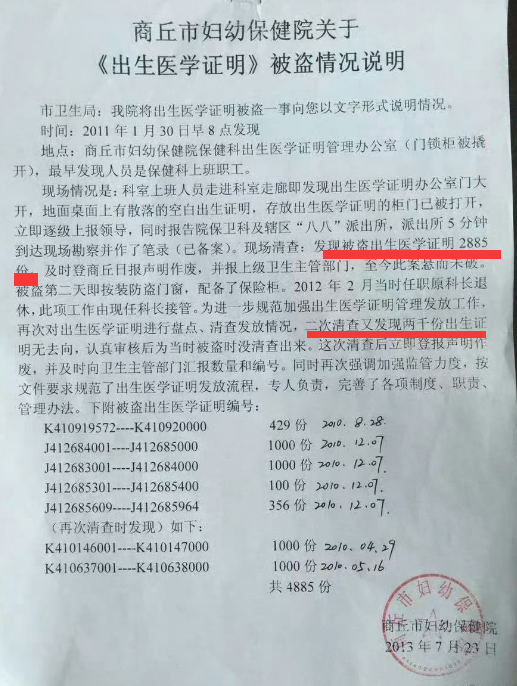 商丘市妇幼保健院关于
《出生医学证明》被盗情况说明
市卫生局：我院将出生医学证明被盗一事向您以文字形式说明情况。
时间：2011 年 1 月 30 日早 8 点发现
地点：商丘市妇幼保健院保健科出生医学证明管理办公室（门锁柜被撬
开），最早发现人员是保健科上班职工。
现场情况是：科室上班人员走进科室走廊即发现出生医学证明办公室门大
开，地面桌面上有散落的空白出生证明，存放出生医学证明的柜门已被打开，
立即逐级上报领导，同时报告院保卫科及辖区“八八”派出所，派出所 5 分钟
到达现场勘察并作了笔录（已备案）。现场清查：发现被盗出生医学证明 2885
份，及时登商丘日报声明作废，并报上级卫生主管部门，至今此案悬而未破。
被盗第二天即按装防盗门窗，配备了保险柜。2012 年 2 月当时任职原科长退
休，此项工作由现任科长接管。为进一步规范加强出生医学证明管理发放工作，
再次对出生医学证明进行盘点、清查发放情况，二次清查又发现两千份出生证
明无去向，认真审核后为当时被盗时没清查出来。这次清查后立即登报声明作
废，并及时向卫生主管部门汇报数量和编号。同时再次强调加强监管力度，按
文件要求规范了出生医学证明发放流程，专人负责，完善了各项制度、职责、
管理办法。下附被盗出生医学证明编号：
K410919572----K410920000 429 份 2010.8.28.
J412684001----J412685000 1000 份 2010.12.07
J412683001----J412684000 1000 份 2010.12.07.
J412685301----J412685400 100 份 2010.12.07.
J412685609----J412685964 356 份 2010.12.07.
（再次清查时发现）如下：
K410146001----K410147000 1000 份 2010.04.29
K410637001----K410638000 1000 份 2010.05.16
共 4885 份
商丘市妇幼保健院
2013 年 7 月 23 日